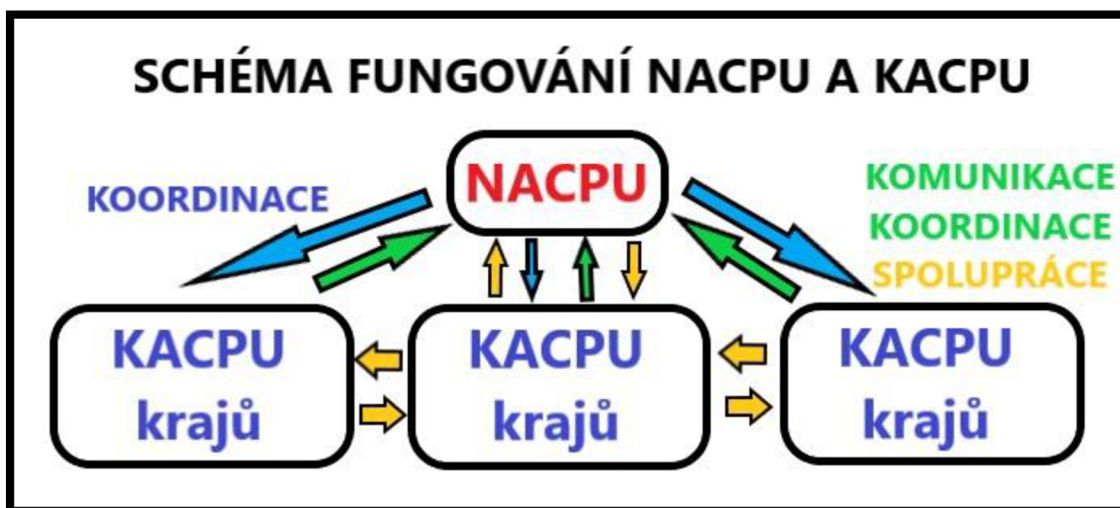 SCHÉMA FUNGOVÁNÍ NACPU A KACPU
NACPU
KOORDINACE
KOMUNIKACE
KOORDINACE
SPOLUPRÁCE
KACPU
krajů
KACPU
krajů
KACPU
krajů